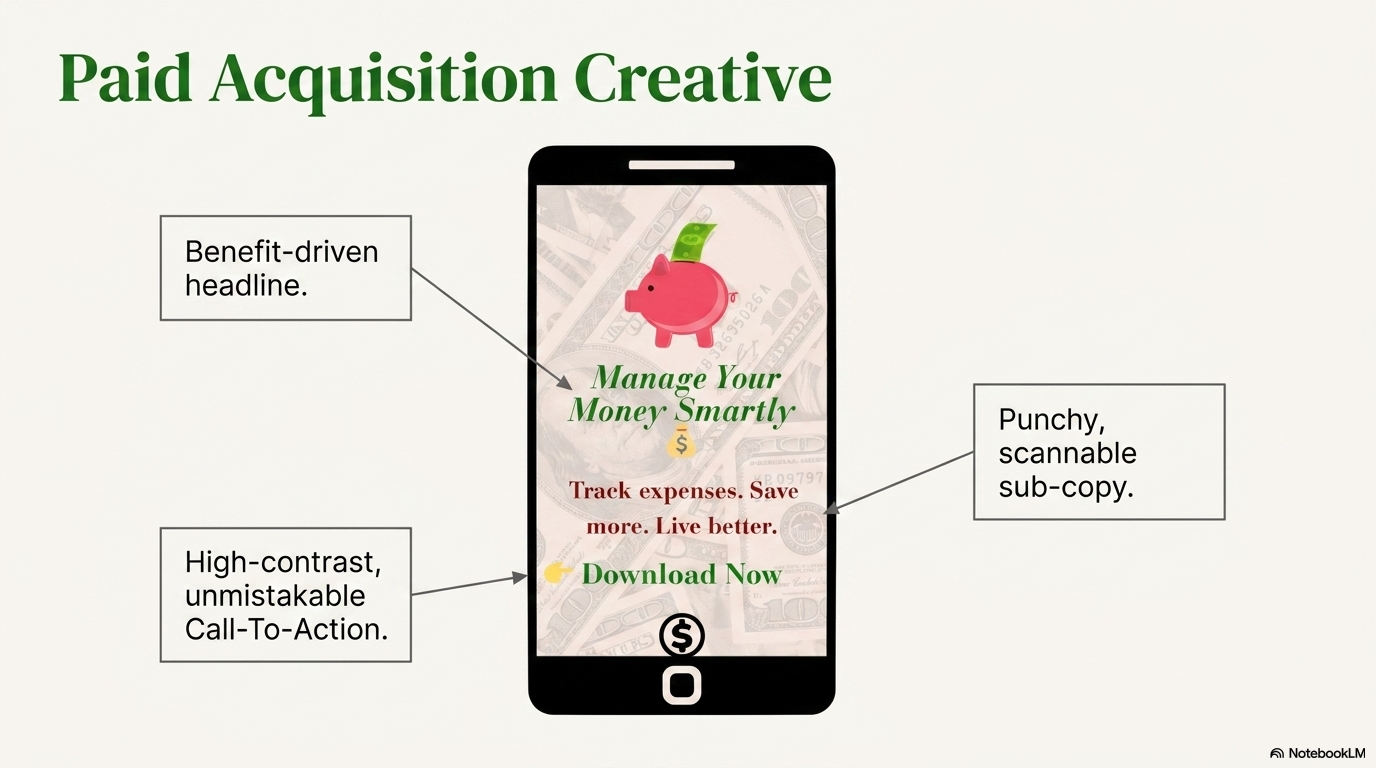 Paid Acquisition Creative
Benefit-driven
headline.
Manage Your
Money Smartly
$
Track expenses. Save
more. Live better.
Download Now
$
Punchy,
scannable
sub-copy.
High-contrast,
unmistakable
Call-To-Action.
NotebookLM